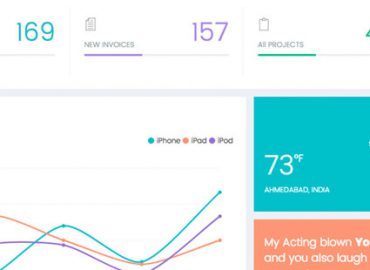 169
157
NEW INVOICES
All PROJECTS
iPhone iPad iPod
73°F
AHMEDABAD, INDIA
My Acting blown Yo
and you also laugh